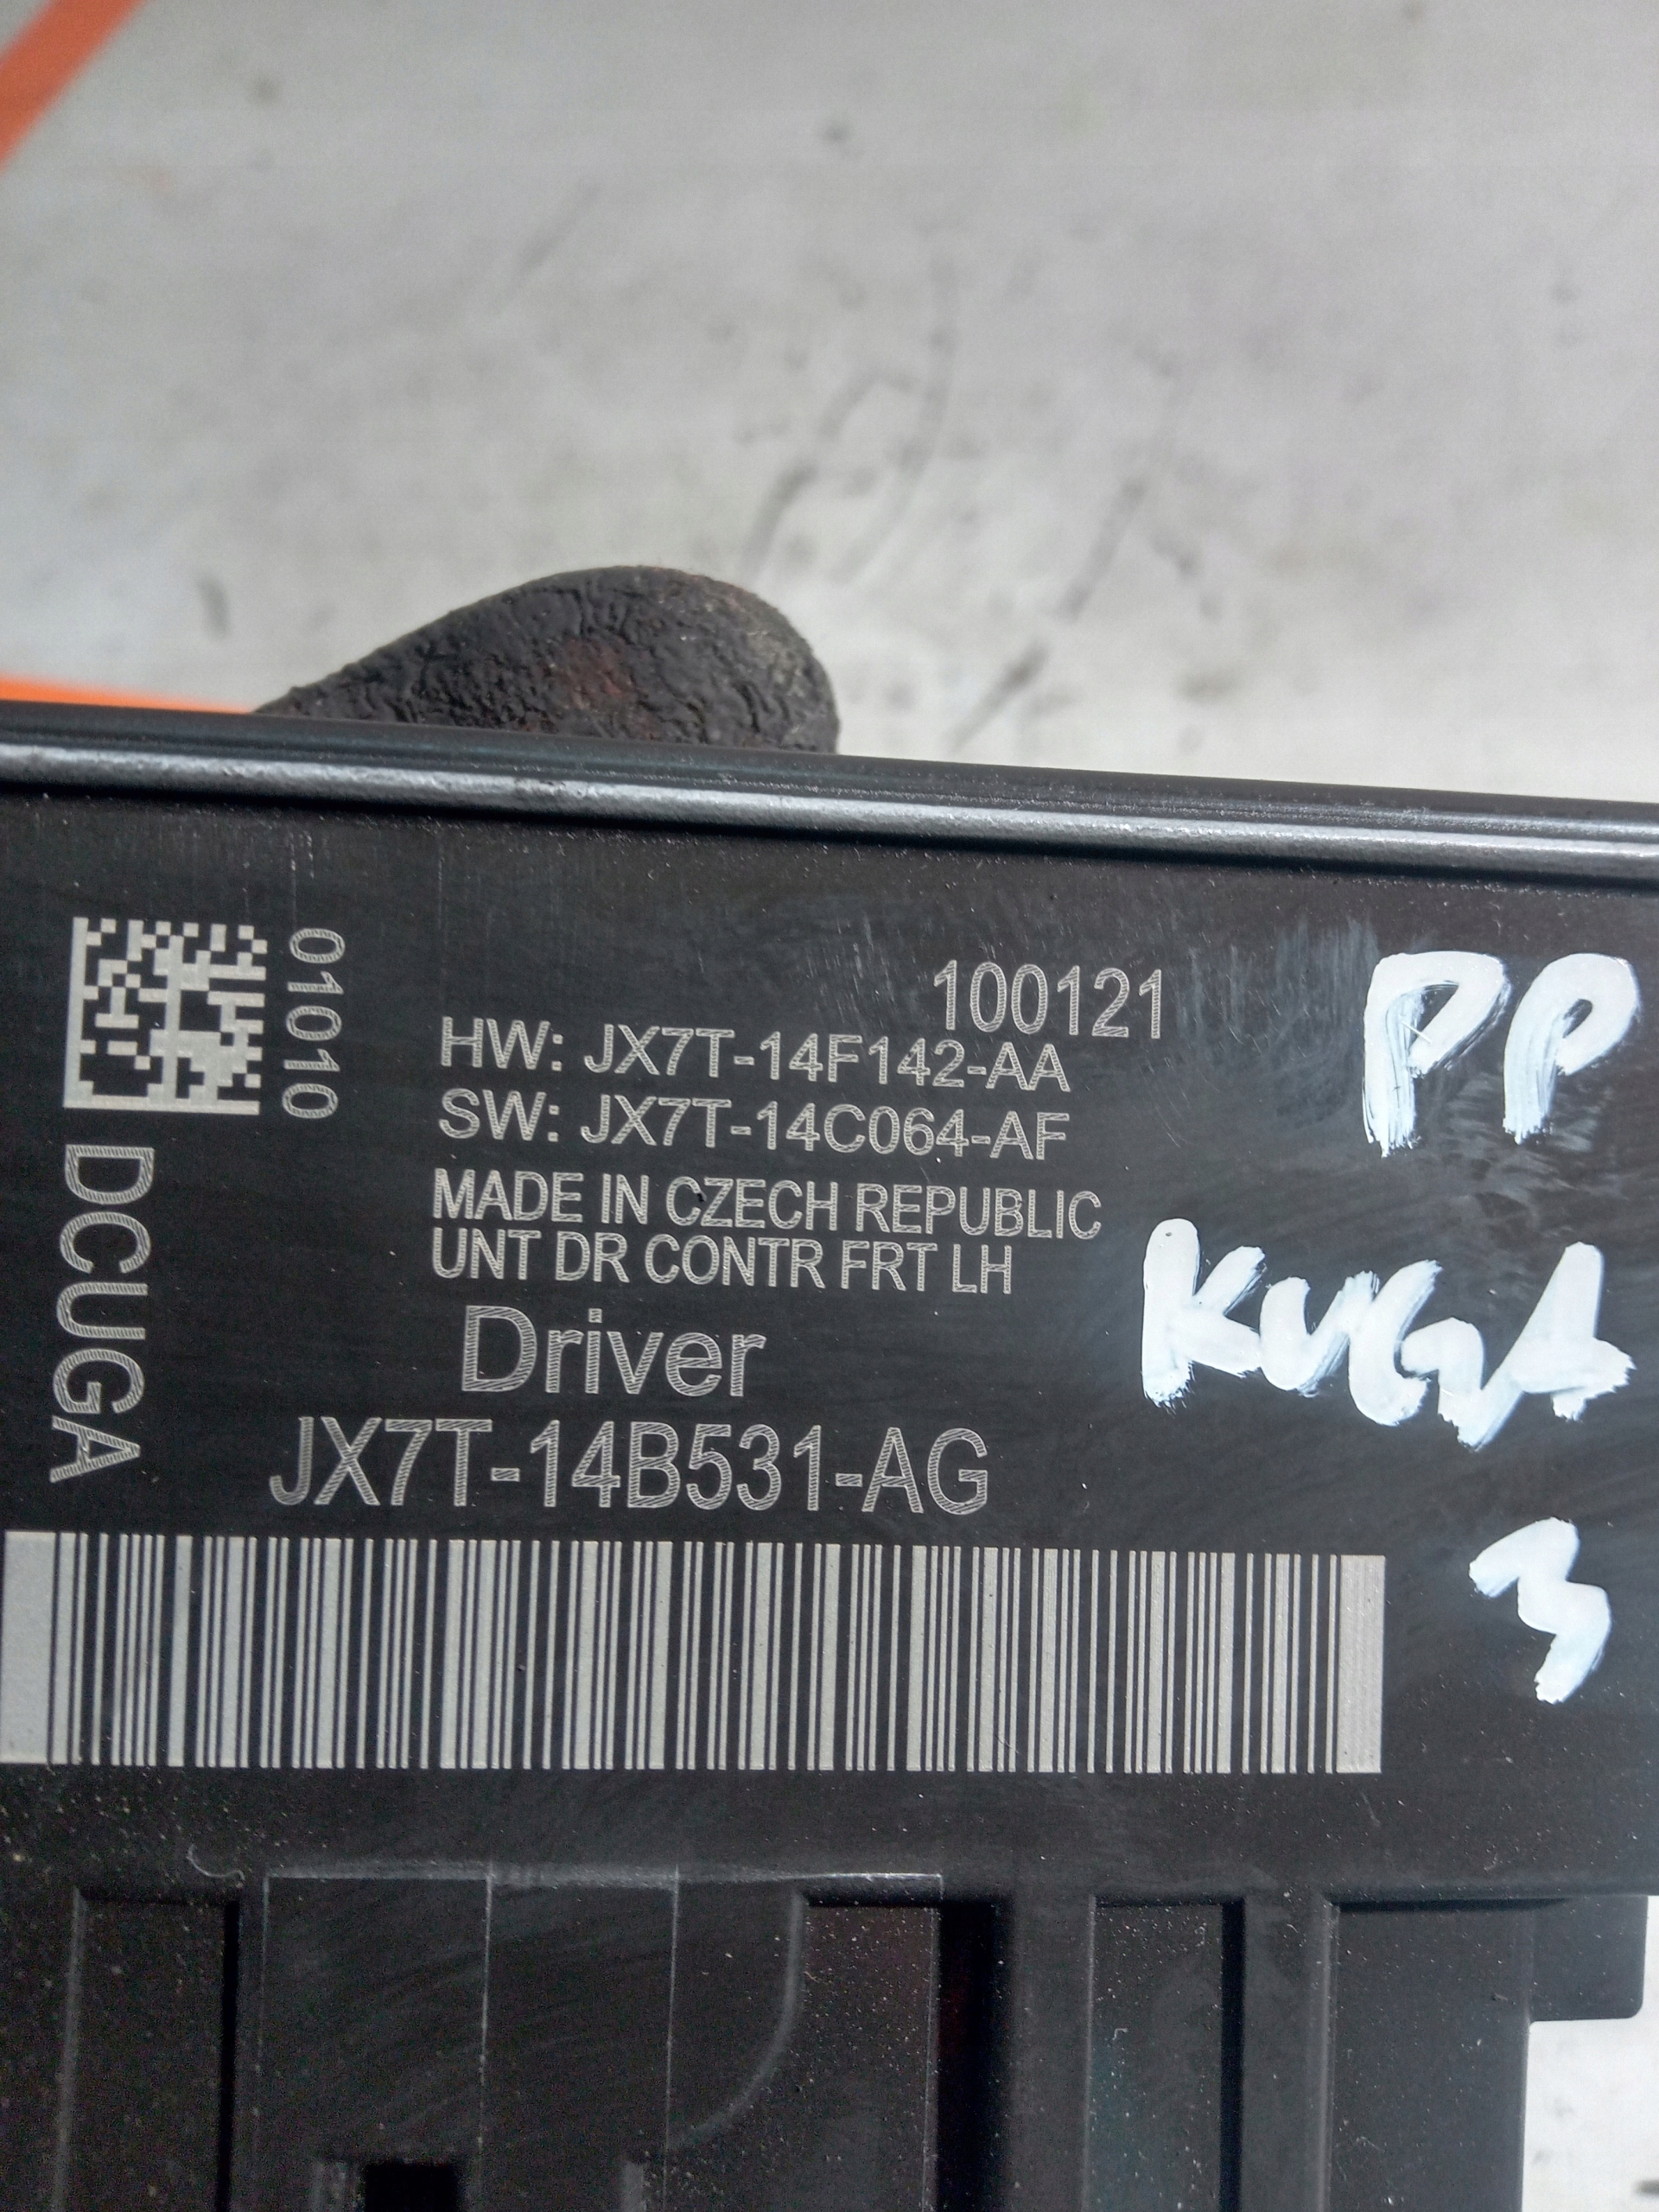 01010
DCUGA
100121
HW: JX7T-14F142-AA
SW: JX7T-14C064-AF
MADE IN CZECH REPUBLIC
UNT DR CONTR FRT LH
Driver
JX7T-14B531-AG
PP
KUGA
3